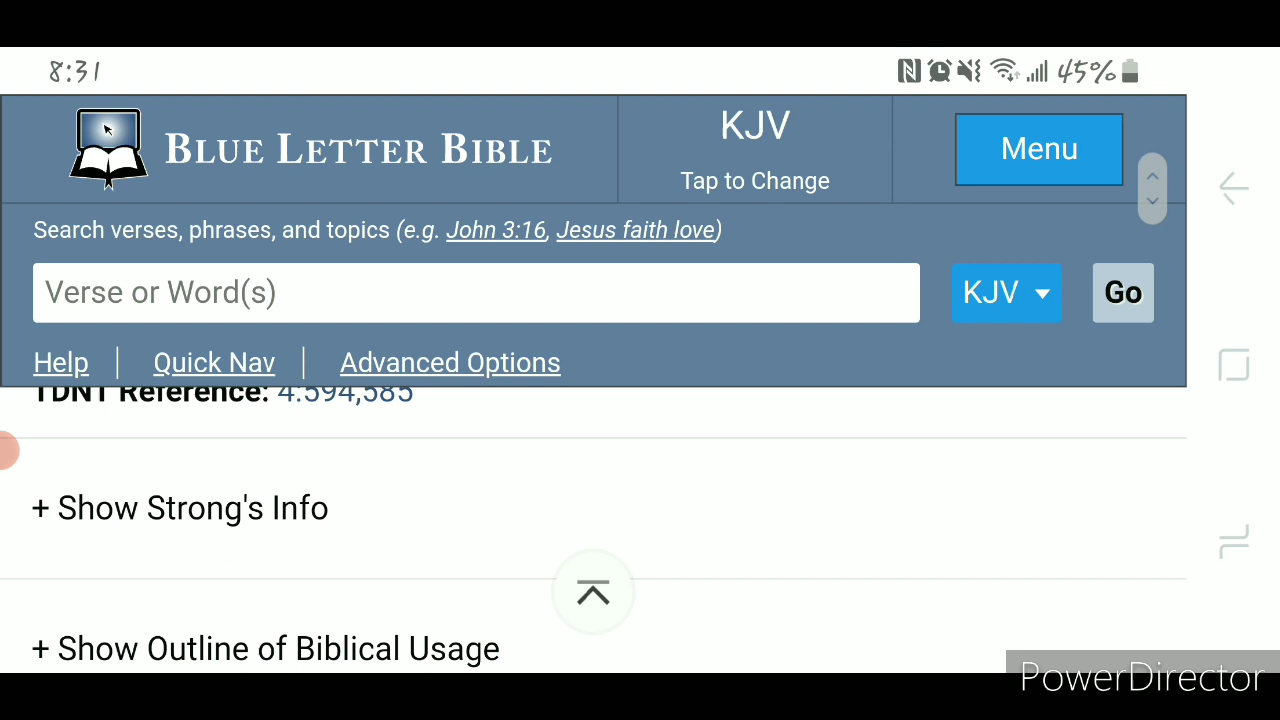 8:31 45%
BLUE LETTER BIBLE
KJV
Tap to Change
Menu
Search verses, phrases, and topics (e.g. John 3:16, Jesus faith love)
Verse or Word(s) KJV Go
Help | Quick Nav | Advanced Options
TDNT Reference: 4:594,585
+ Show Strong's Info
+ Show Outline of Biblical Usage
PowerDirector